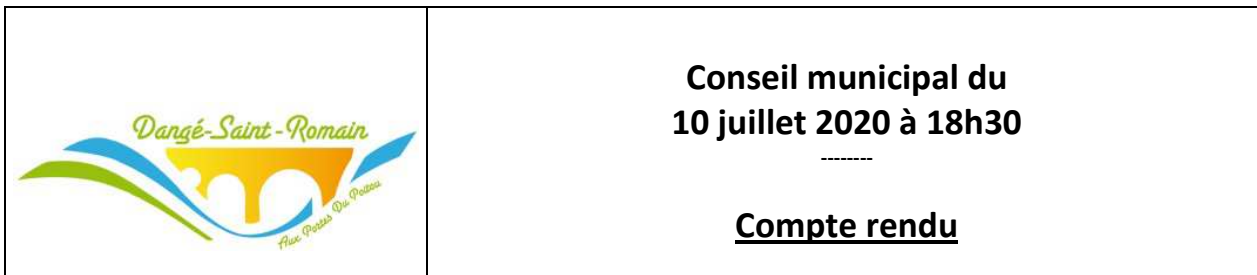 Dangé-Saint-Romain
Aux Portes Du Poitou
Conseil municipal du
10 juillet 2020 à 18h30
--------
Compte rendu